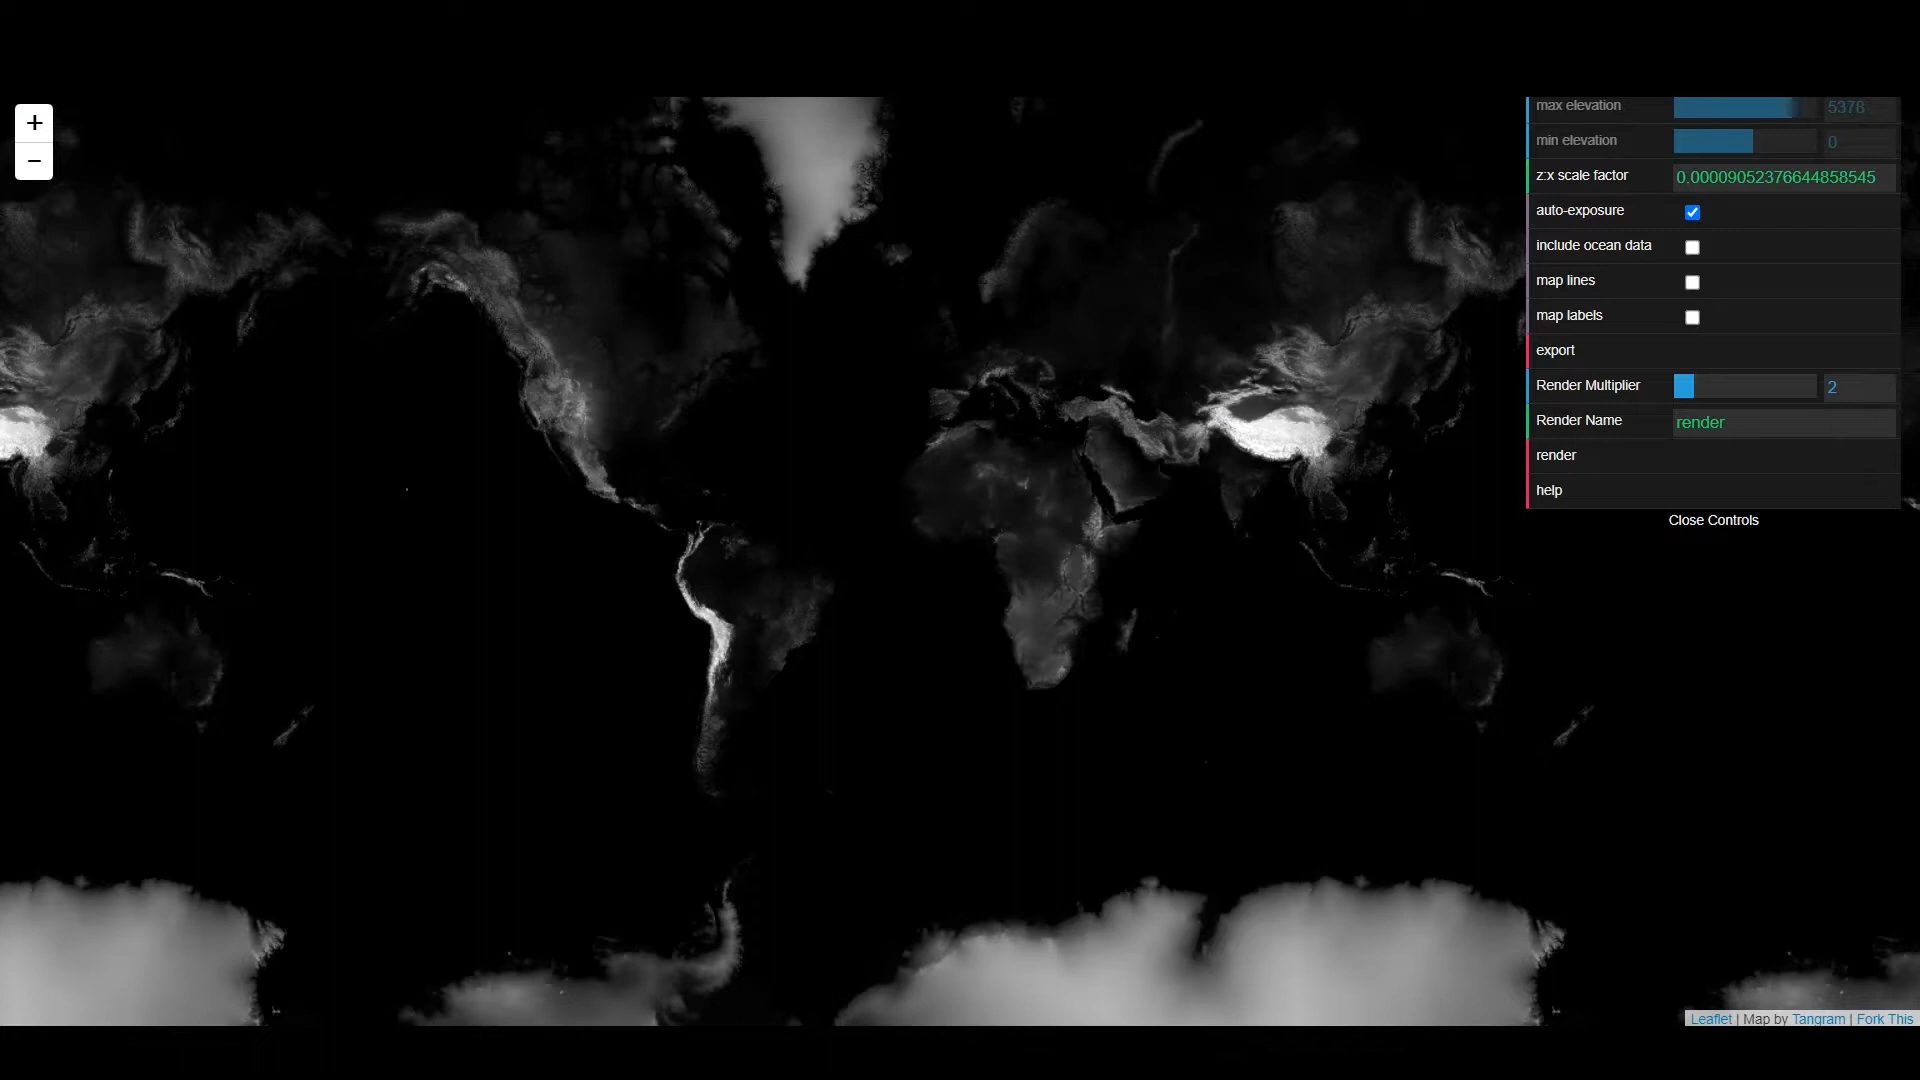 +
−
max elevation 5378
min elevation 0
z:x scale factor 0.00009052376644858545
auto-exposure
include ocean data
map lines
map labels
export
Render Multiplier 2
Render Name render
render
help
Close Controls
Leaflet | Map by Tangram | Fork This